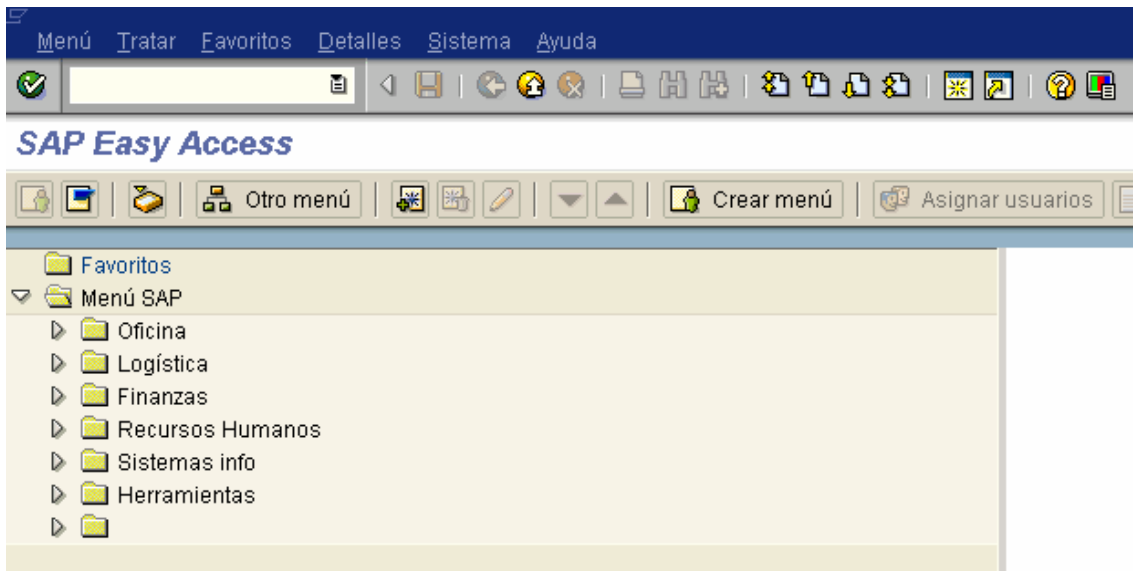 Menú Tratar Favoritos Detalles Sistema Ayuda
SAP Easy Access
Otro menú Crear menú Asignar usuarios
Favoritos
Menú SAP
Oficina
Logística
Finanzas
Recursos Humanos
Sistemas info
Herramientas